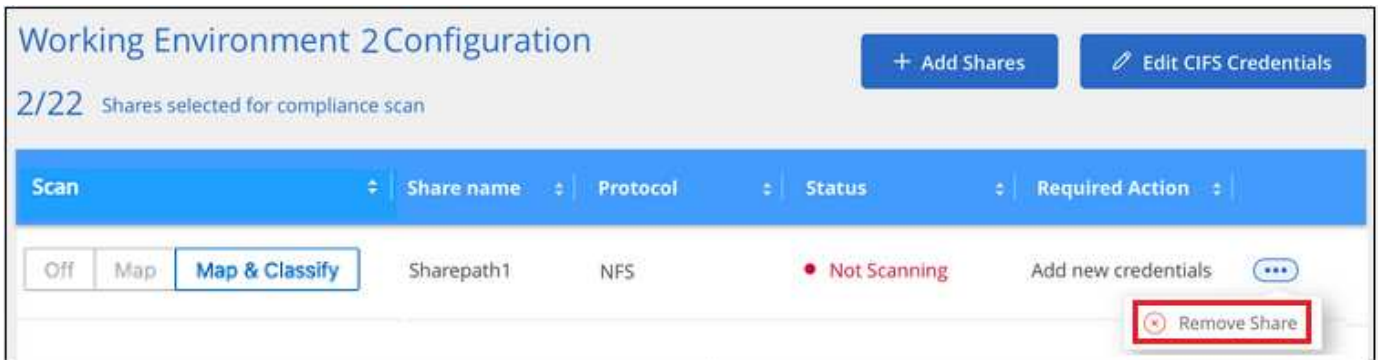 Working Environment 2 Configuration
+ Add Shares
Edit CIFS Credentials
2/22 Shares selected for compliance scan
Scan Share name Protocol Status Required Action
Off Map Map & Classify Sharepath1 NFS Not Scanning Add new credentials
Remove Share